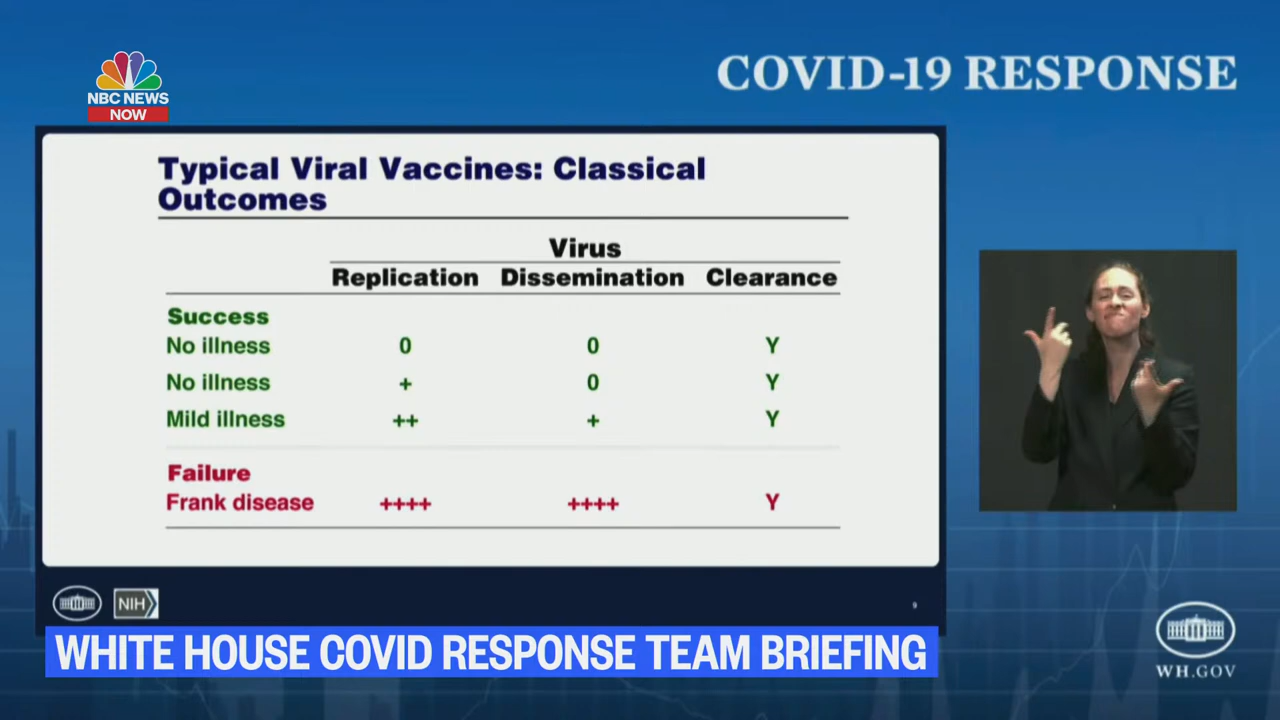 NBC NEWS
NOW
COVID-19 RESPONSE
Typical Viral Vaccines: Classical
Outcomes
Virus
Replication Dissemination Clearance
Success
No illness 0 0 Y
No illness + 0 Y
Mild illness ++ + Y
Failure
Frank disease ++++ ++++ Y
NIH
9
WHITE HOUSE COVID RESPONSE TEAM BRIEFING
WH.GOV